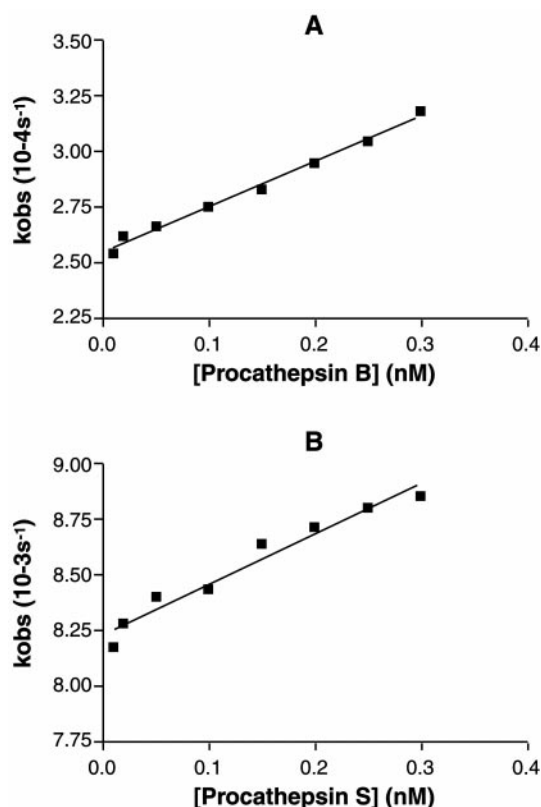 A
kobs (10-4s⁻¹)
3.50
3.25
3.00
2.75
2.50
2.25
0.0 0.1 0.2 0.3 0.4
[Procathepsin B] (nM)
B
kobs (10-3s⁻¹)
9.00
8.75
8.50
8.25
8.00
7.75
0.0 0.1 0.2 0.3 0.4
[Procathepsin S] (nM)